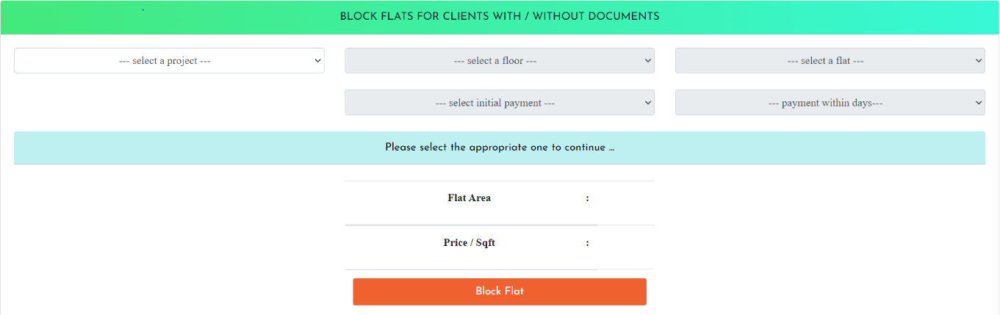 BLOCK FLATS FOR CLIENTS WITH / WITHOUT DOCUMENTS
--- select a project ---
--- select a floor ---
--- select a flat ---
--- select initial payment ---
--- payment within days---
Please select the appropriate one to continue ...
Flat Area :
Price / Sqft :
Block Flat